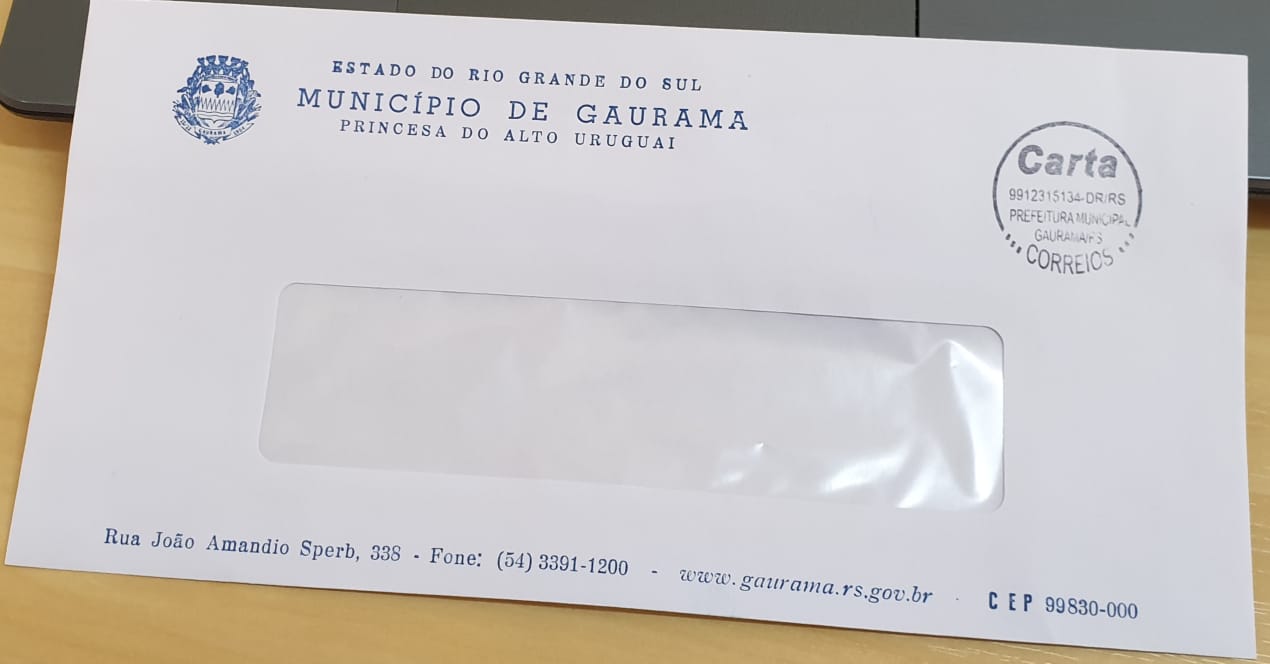 ESTADO DO RIO GRANDE DO SUL
MUNICÍPIO DE GAURAMA
PRINCESA DO ALTO URUGUAI
GAURAMA
Carta
9912315134-DR/RS
PREFEITURA MUNICIPAL
GAURAMA/RS
CORREIOS
Rua João Amandio Sperb, 338 - Fone: (54) 3391-1200 - www.gaurama.rs.gov.br - CEP 99830-000